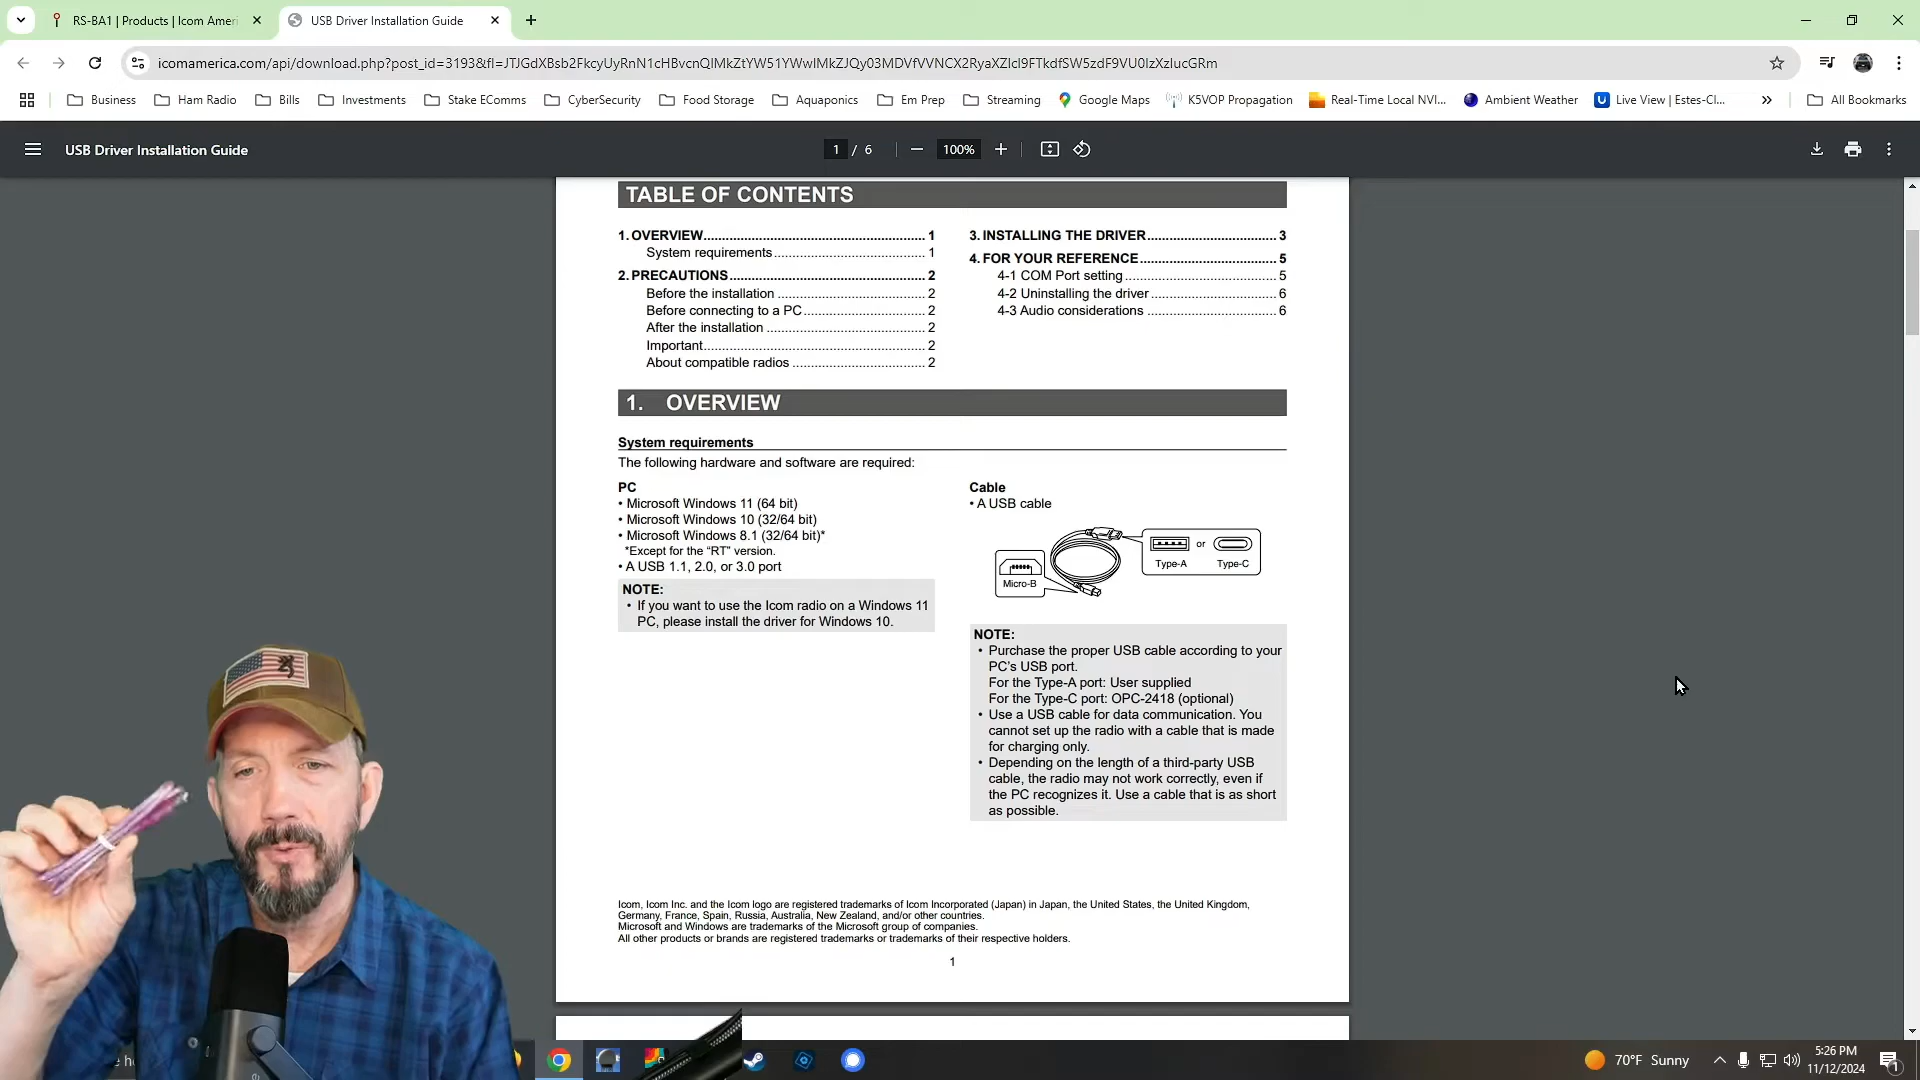 RS-BA1 | Products | Icom Ameri
USB Driver Installation Guide
icomamerica.com/api/download.php?post_id=3193&fl=JTJGdXBsb2FkcyUyRnN1cHBvcnQlMkZtYW51YWwlMkZJQy03MDVfVVNCX2RyaXZlcl9FTkdfSW5zdF9VU0IzXzIucGRm
Business
Ham Radio
Bills
Investments
Stake EComms
CyberSecurity
Food Storage
Aquaponics
Em Prep
Streaming
Google Maps
K5VOP Propagation
Real-Time Local NVI...
Ambient Weather
Live View | Estes-Cl...
All Bookmarks
USB Driver Installation Guide
1 / 6
100%
TABLE OF CONTENTS
1. OVERVIEW.......................................................... 1
System requirements........................................ 1
2. PRECAUTIONS.................................................... 2
Before the installation ........................................ 2
Before connecting to a PC................................. 2
After the installation .......................................... 2
Important........................................................... 2
About compatible radios .................................... 2
3. INSTALLING THE DRIVER................................... 3
4. FOR YOUR REFERENCE..................................... 5
4-1 COM Port setting .......................................... 5
4-2 Uninstalling the driver ................................... 6
4-3 Audio considerations .................................... 6
1. OVERVIEW
System requirements
The following hardware and software are required:
PC
• Microsoft Windows 11 (64 bit)
• Microsoft Windows 10 (32/64 bit)
• Microsoft Windows 8.1 (32/64 bit)*
*Except for the “RT” version.
• A USB 1.1, 2.0, or 3.0 port
NOTE:
• If you want to use the Icom radio on a Windows 11
PC, please install the driver for Windows 10.
Cable
• A USB cable
Micro-B
or
Type-A
Type-C
NOTE:
• Purchase the proper USB cable according to your
PC’s USB port.
For the Type-A port: User supplied
For the Type-C port: OPC-2418 (optional)
• Use a USB cable for data communication. You
cannot set up the radio with a cable that is made
for charging only.
• Depending on the length of a third-party USB
cable, the radio may not work correctly, even if
the PC recognizes it. Use a cable that is as short
as possible.
Icom, Icom Inc. and the Icom logo are registered trademarks of Icom Incorporated (Japan) in Japan, the United States, the United Kingdom,
Germany, France, Spain, Russia, Australia, New Zealand, and/or other countries.
Microsoft and Windows are trademarks of the Microsoft group of companies.
All other products or brands are registered trademarks or trademarks of their respective holders.
1
70°F Sunny
5:26 PM
11/12/2024
1